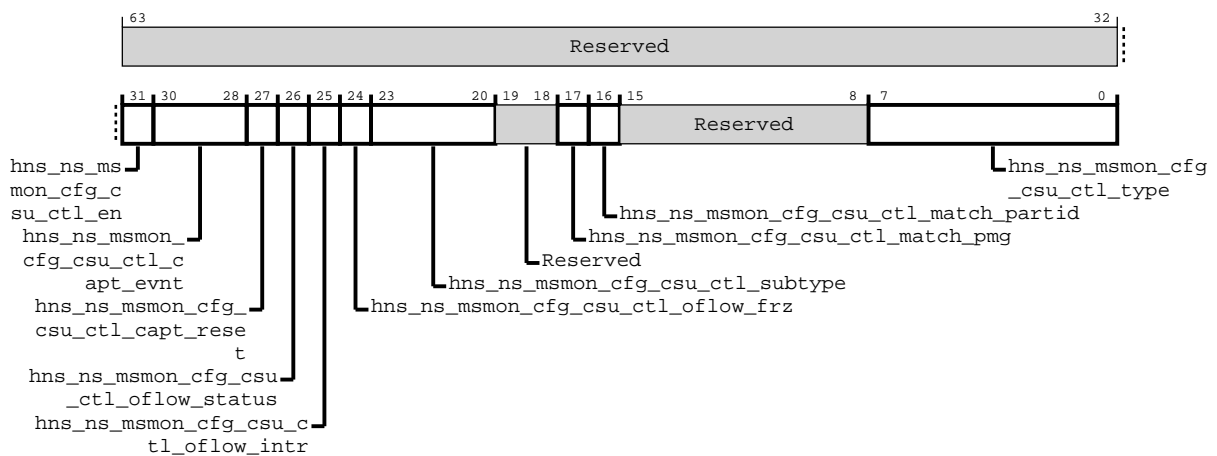 63 32
Reserved
31 30 28 27 26 25 24 23 20 19 18 17 16 15 8 7 0
Reserved
hns_ns_ms
mon_cfg_c
su_ctl_en
hns_ns_msmon_cfg
_csu_ctl_type
hns_ns_msmon_cfg_csu_ctl_match_partid
hns_ns_msmon_
cfg_csu_ctl_c
apt_evnt
hns_ns_msmon_cfg_csu_ctl_match_pmg
Reserved
hns_ns_msmon_cfg_csu_ctl_subtype
hns_ns_msmon_cfg_
csu_ctl_capt_rese
t
hns_ns_msmon_cfg_csu_ctl_oflow_frz
hns_ns_msmon_cfg_csu
_ctl_oflow_status
hns_ns_msmon_cfg_csu_c
tl_oflow_intr